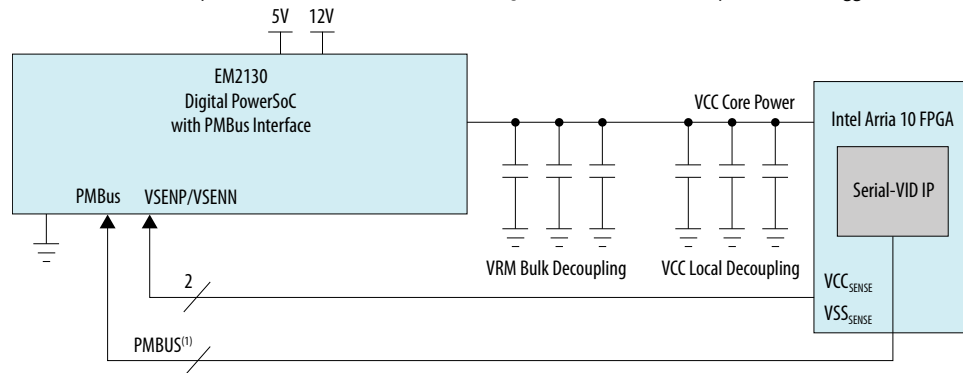 5V 12V
EM2130
Digital PowerSoC
with PMBus Interface
PMBus VSENP/VSENN
VCC Core Power
Intel Arria 10 FPGA
Serial-VID IP
VRM Bulk Decoupling
VCC Local Decoupling
VCCSENSE
VSSSENSE
2
PMBUS(1)